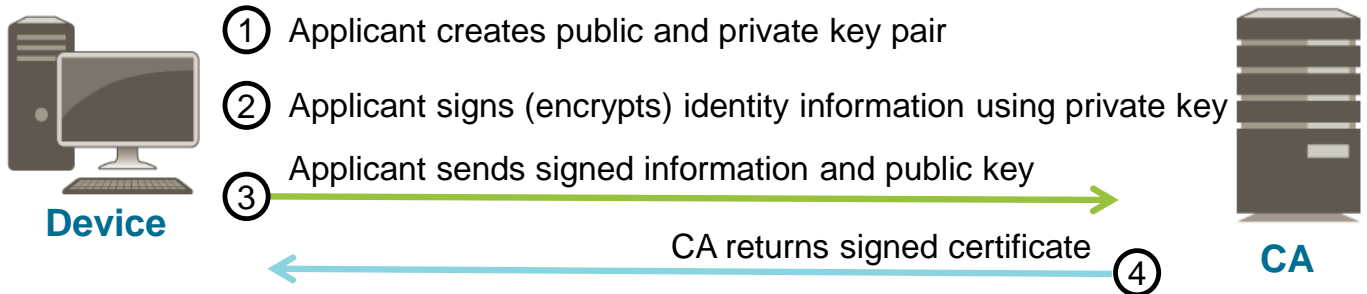 1 Applicant creates public and private key pair
2 Applicant signs (encrypts) identity information using private key
Applicant sends signed information and public key
3
Device
CA returns signed certificate
4
CA